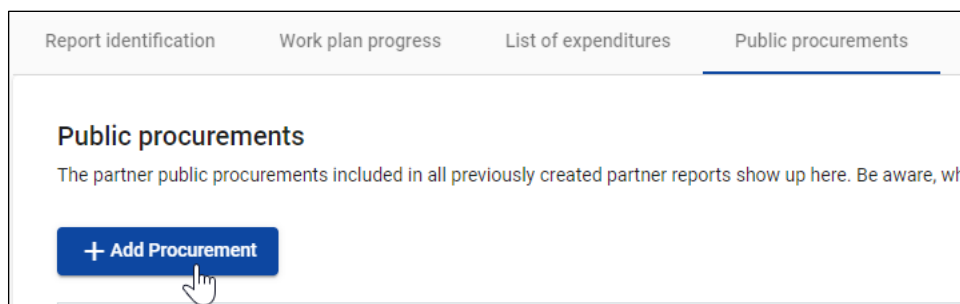 Report identification Work plan progress List of expenditures Public procurements
Public procurements
The partner public procurements included in all previously created partner reports show up here. Be aware, wh
+ Add Procurement